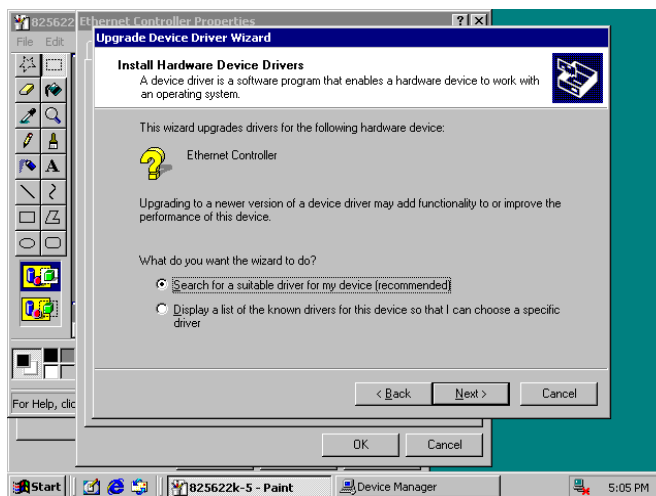 825622
Ethernet Controller Properties
File Edit
Upgrade Device Driver Wizard
Install Hardware Device Drivers
A device driver is a software program that enables a hardware device to work with
an operating system.
This wizard upgrades drivers for the following hardware device:
Ethernet Controller
Upgrading to a newer version of a device driver may add functionality to or improve the
performance of this device.
What do you want the wizard to do?
Search for a suitable driver for my device (recommended)
Display a list of the known drivers for this device so that I can choose a specific
driver
< Back
Next >
Cancel
For Help, clic
OK
Cancel
Start
825622k-5 - Paint
Device Manager
5:05 PM